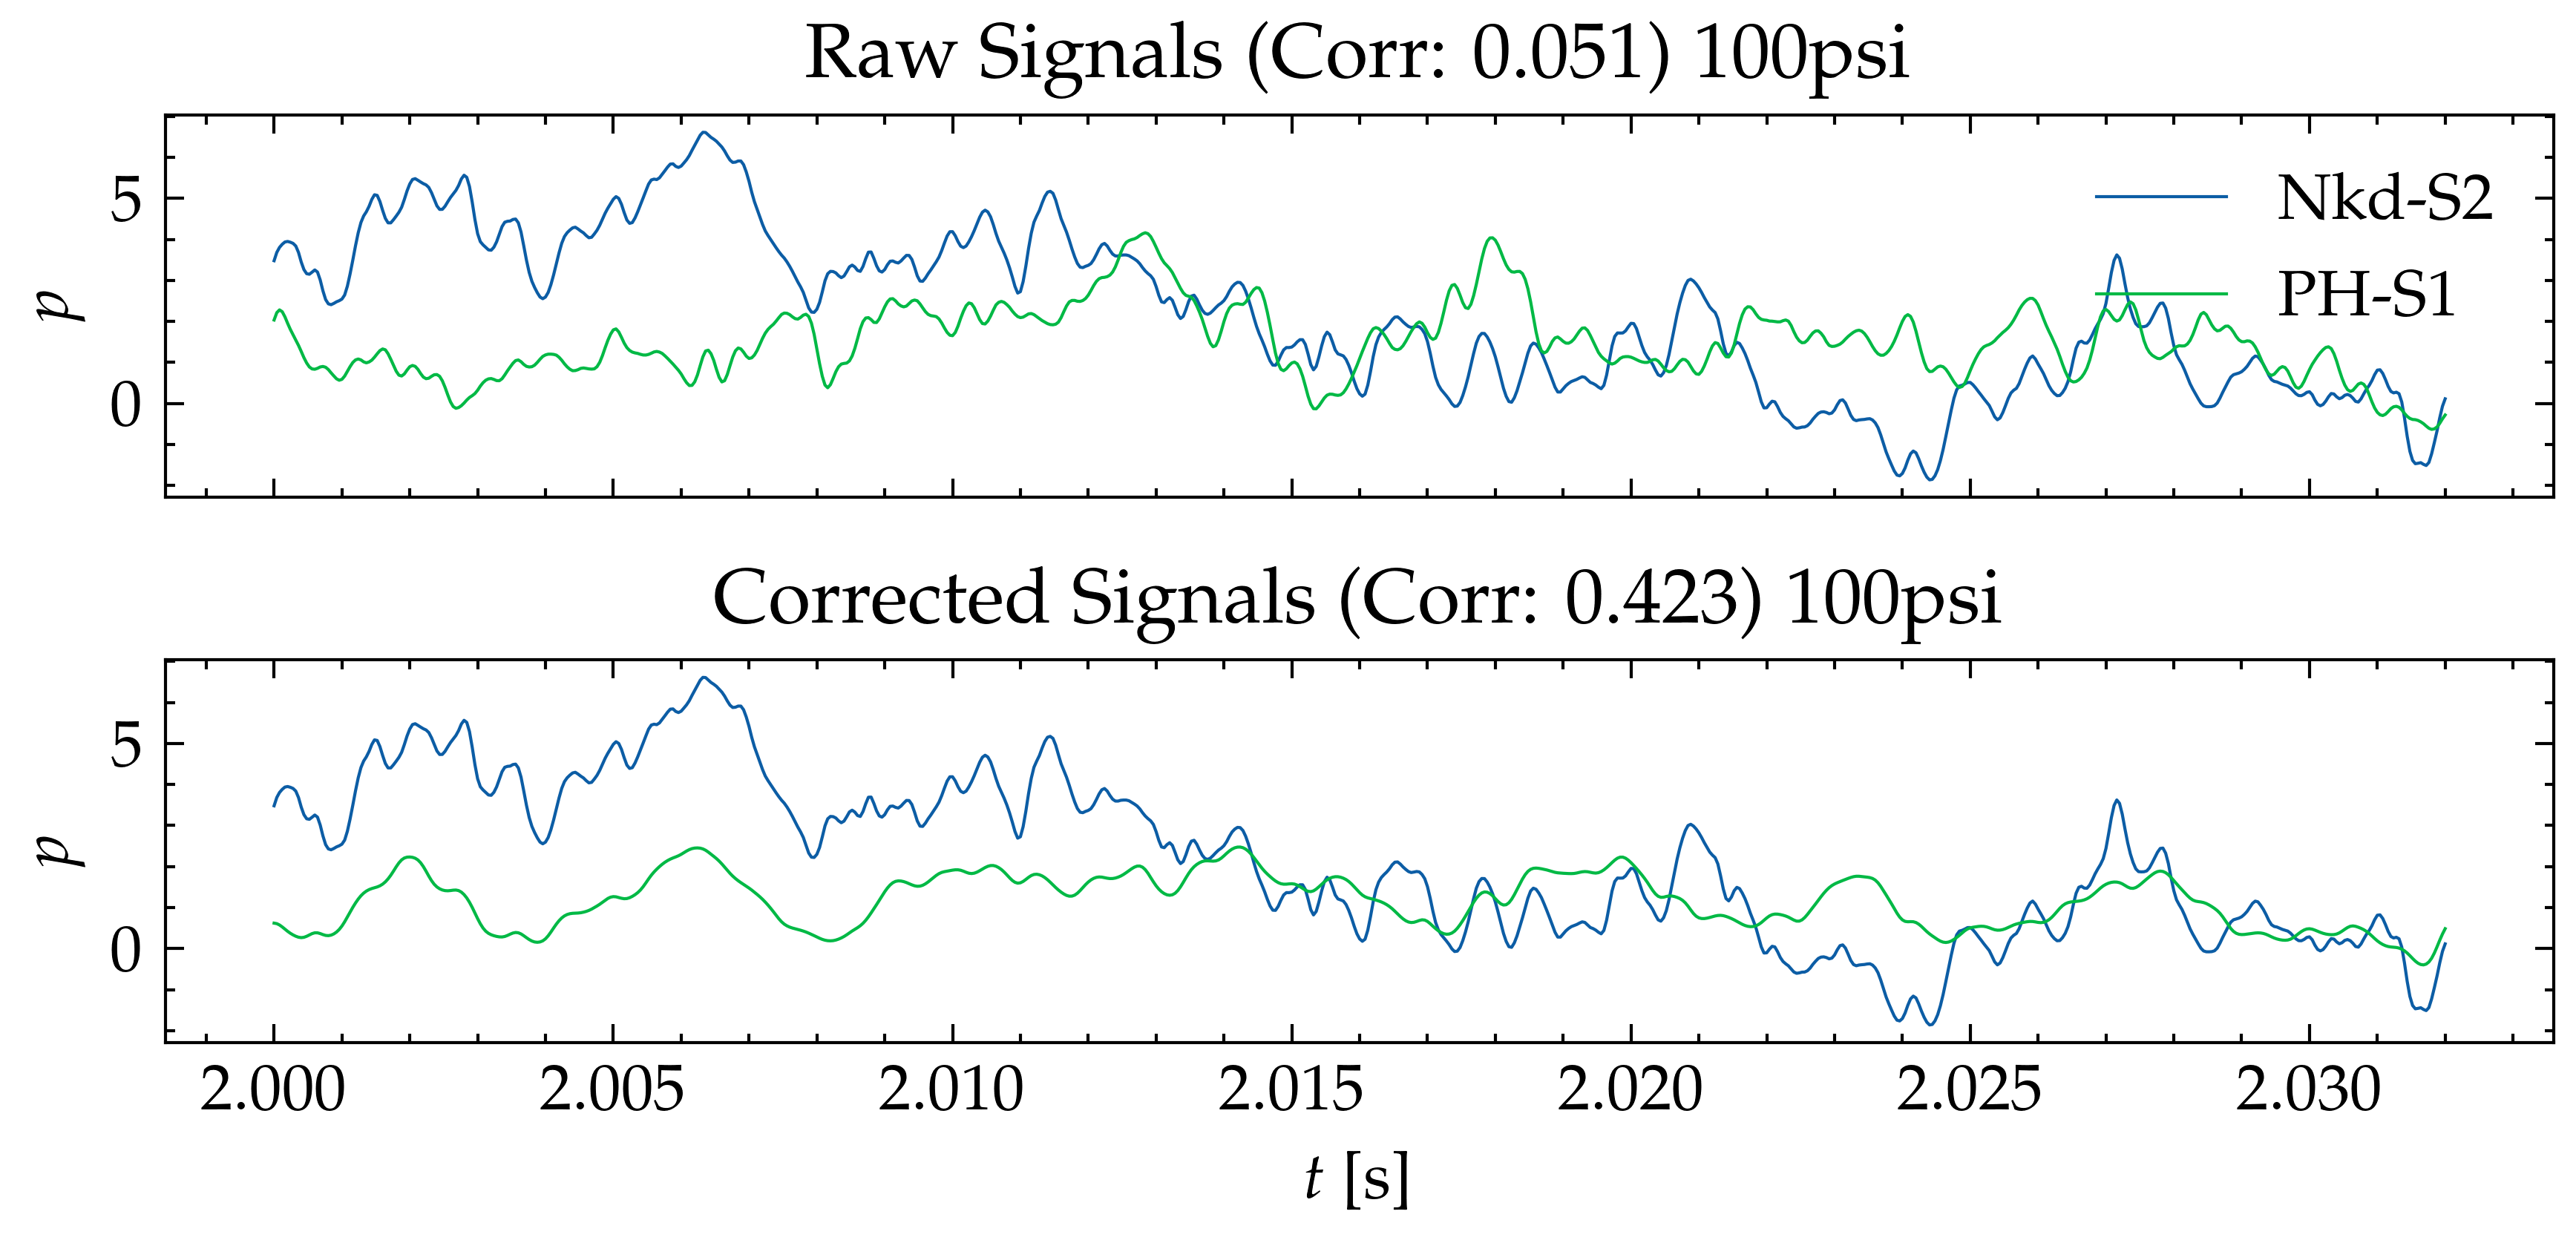 Raw Signals (Corr: 0.051) 100psi
5
0
p
Nkd-S2
PH-S1
Corrected Signals (Corr: 0.423) 100psi
5
0
p
2.000 2.005 2.010 2.015 2.020 2.025 2.030
t [s]